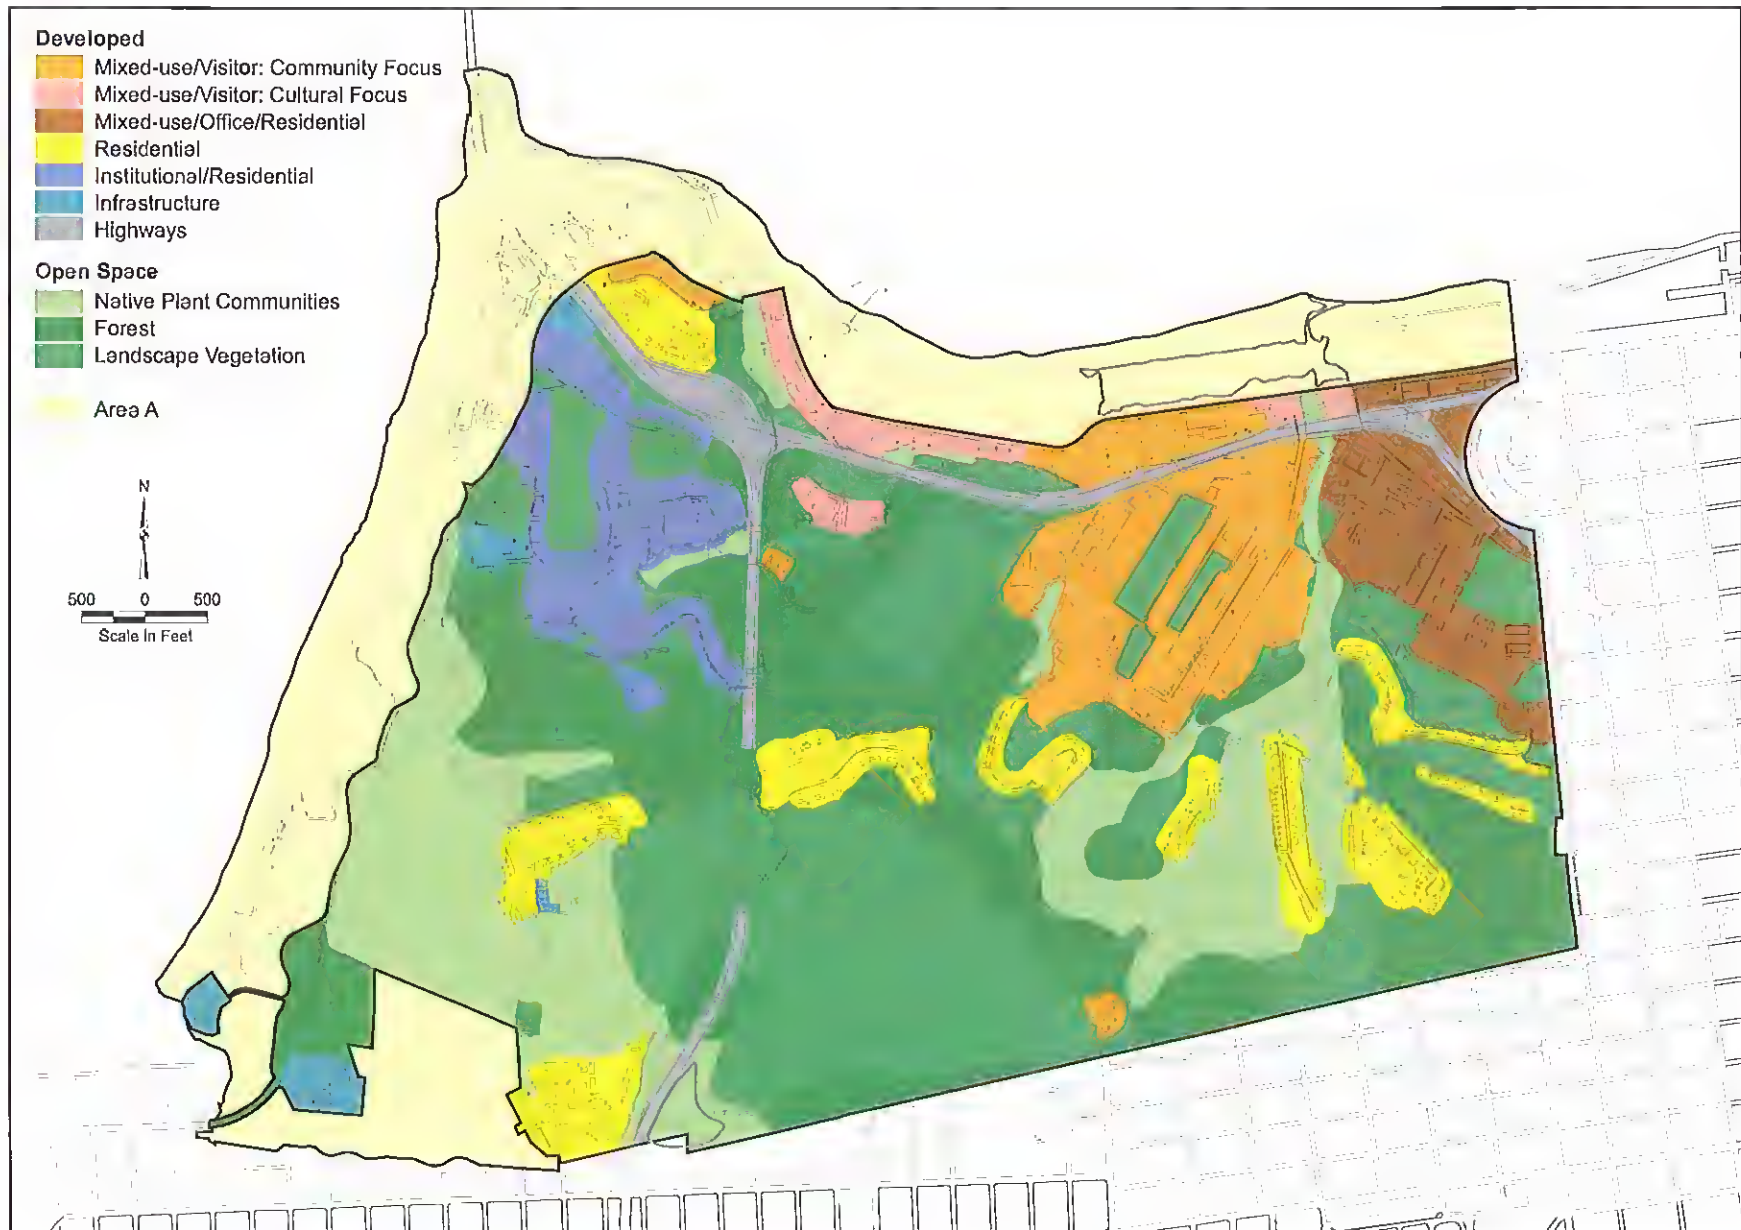 Developed
Mixed-use/Visitor: Community Focus
Mixed-use/Visitor: Cultural Focus
Mixed-use/Office/Residential
Residential
Institutional/Residential
Infrastructure
Highways
Open Space
Native Plant Communities
Forest
Landscape Vegetation
Area A
N
500 0 500
Scale In Feet